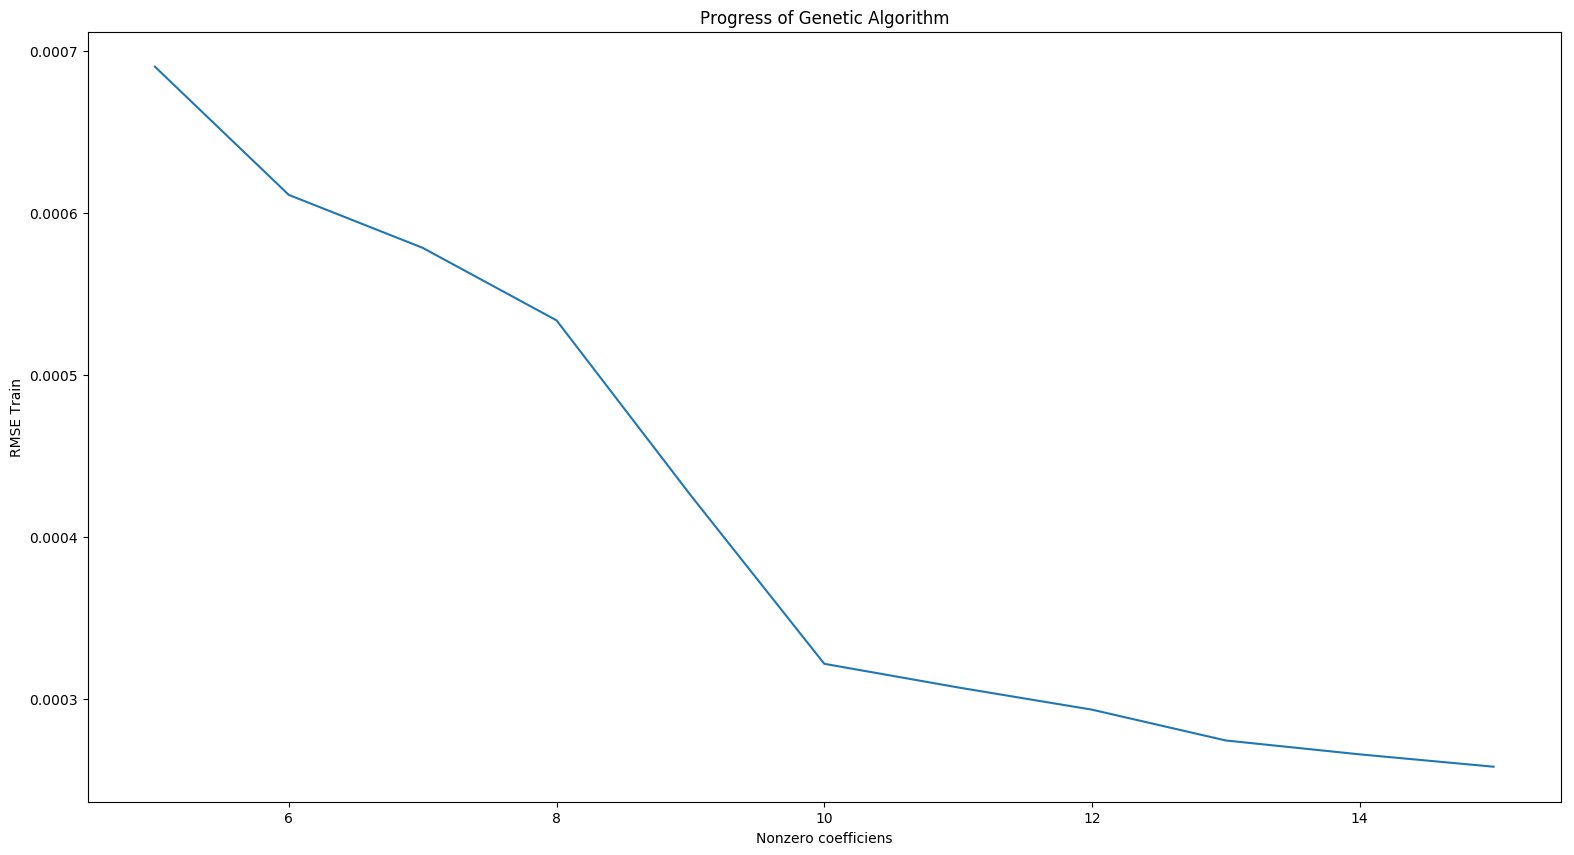 Progress of Genetic Algorithm
0.0007
0.0006
0.0005
0.0004
0.0003
RMSE Train
6 8 10 12 14
Nonzero coefficiens